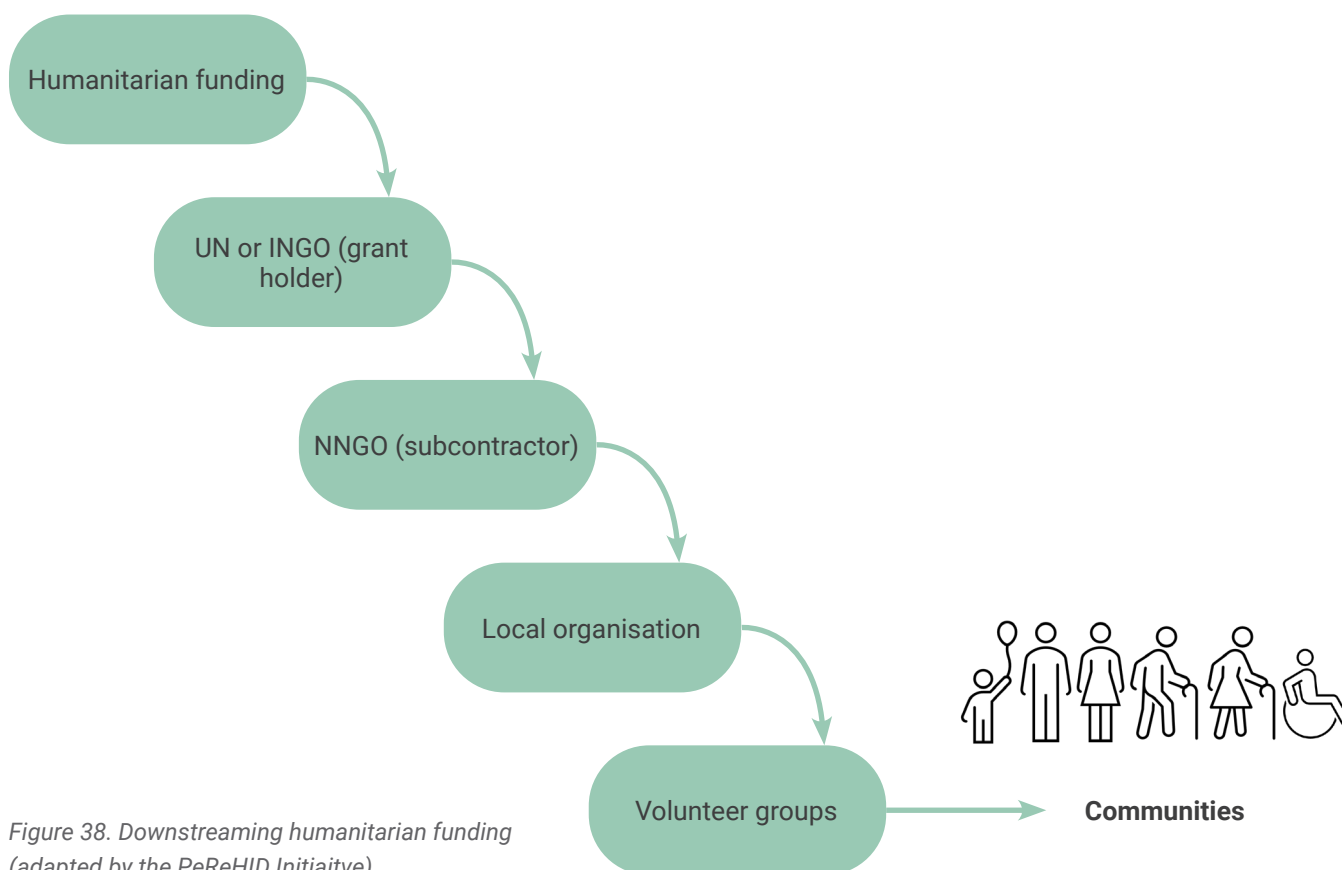 Humanitarian funding
UN or INGO (grant
holder)
NNGO (subcontractor)
Local organisation
Volunteer groups
Communities
Figure 38. Downstreaming humanitarian funding
(adapted by the PeReHID Initiaitve)